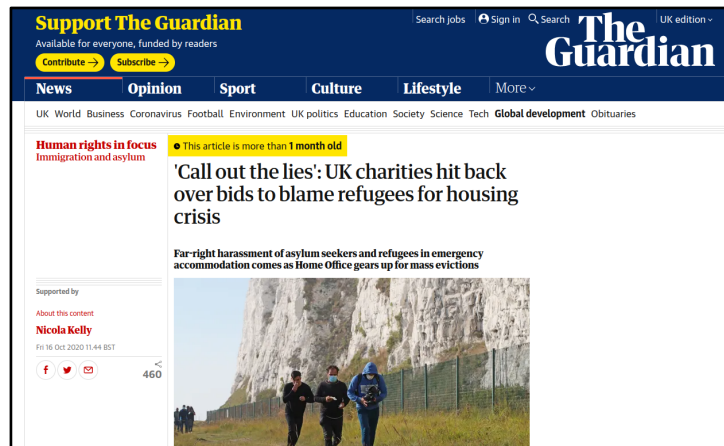 Support The Guardian
Available for everyone, funded by readers
Contribute → Subscribe →
Search jobs Sign in Search UK edition
The
Guardian
News Opinion Sport Culture Lifestyle More
UK World Business Coronavirus Football Environment UK politics Education Society Science Tech Global development Obituaries
Human rights in focus
Immigration and asylum
This article is more than 1 month old
'Call out the lies': UK charities hit back
over bids to blame refugees for housing
crisis
Far-right harassment of asylum seekers and refugees in emergency
accommodation comes as Home Office gears up for mass evictions
Supported by
About this content
Nicola Kelly
Fri 16 Oct 2020 11.44 BST
460